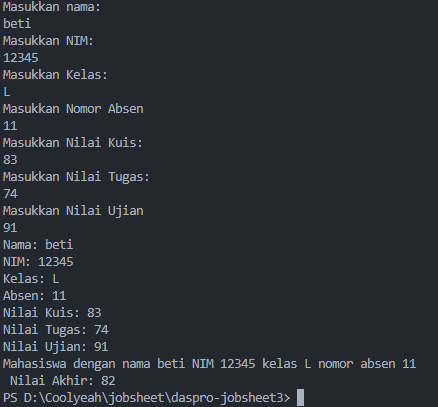 Masukkan nama:
beti
Masukkan NIM:
12345
Masukkan Kelas:
L
Masukkan Nomor Absen
11
Masukkan Nilai Kuis:
83
Masukkan Nilai Tugas:
74
Masukkan Nilai Ujian
91
Nama: beti
NIM: 12345
Kelas: L
Absen: 11
Nilai Kuis: 83
Nilai Tugas: 74
Nilai Ujian: 91
Mahasiswa dengan nama beti NIM 12345 kelas L nomor absen 11
 Nilai Akhir: 82
PS D:\Coolyeah\jobsheet\daspro-jobsheet3>